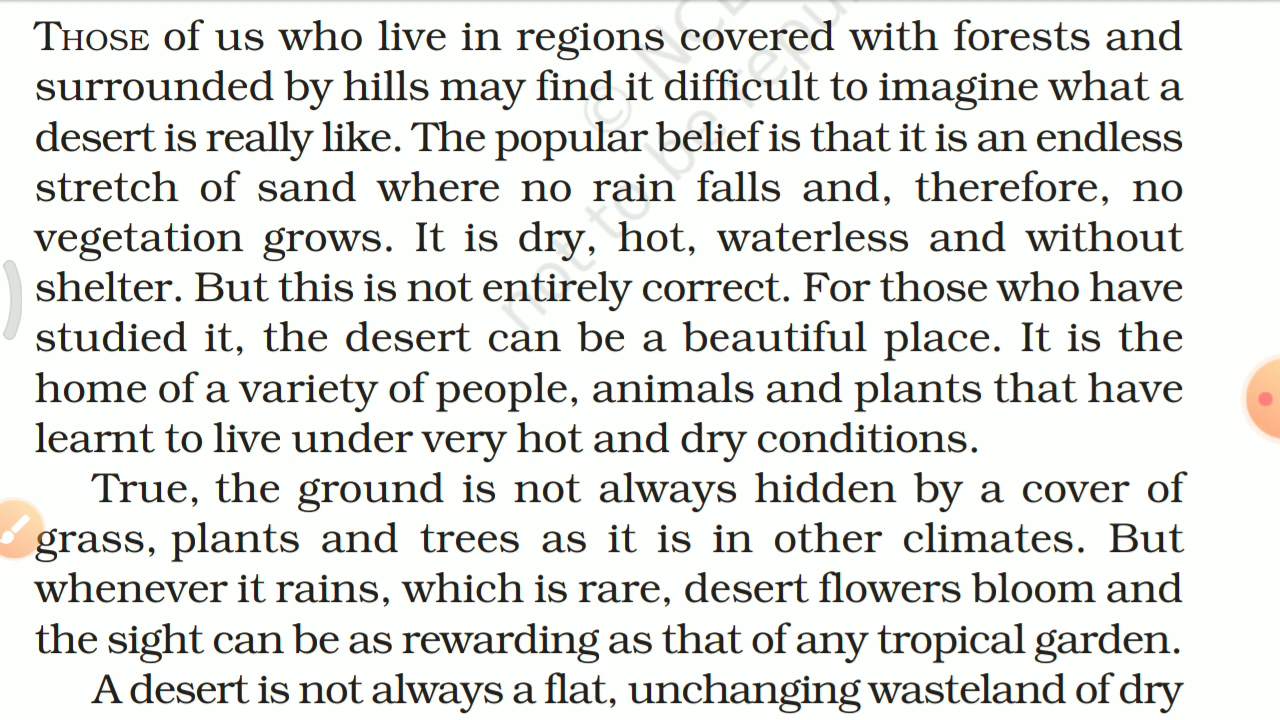 THOSE of us who live in regions covered with forests and
surrounded by hills may find it difficult to imagine what a
desert is really like. The popular belief is that it is an endless
stretch of sand where no rain falls and, therefore, no
vegetation grows. It is dry, hot, waterless and without
shelter. But this is not entirely correct. For those who have
studied it, the desert can be a beautiful place. It is the
home of a variety of people, animals and plants that have
learnt to live under very hot and dry conditions.
True, the ground is not always hidden by a cover of
grass, plants and trees as it is in other climates. But
whenever it rains, which is rare, desert flowers bloom and
the sight can be as rewarding as that of any tropical garden.
A desert is not always a flat, unchanging wasteland of dry
© NCE
not to be repu